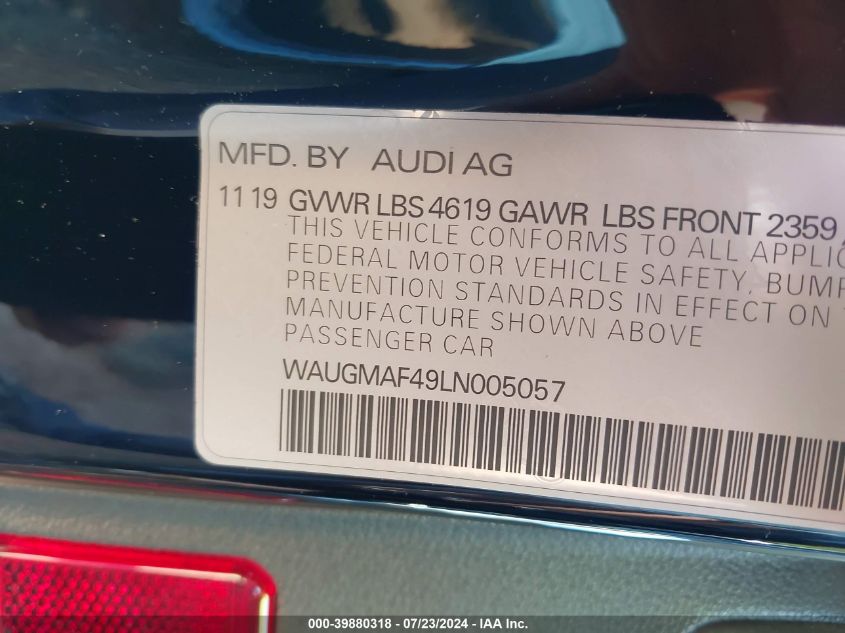 MFD. BY AUDI AG
11 19 GVWR LBS 4619 GAWR LBS FRONT 2359
THIS VEHICLE CONFORMS TO ALL
FEDERAL MOTOR VEHICLE SAFETY,
PREVENTION STANDARDS IN EFFECT ON
MANUFACTURE SHOWN ABOVE
PASSENGER CAR
WAUGMAF49LN005057
000-39880318 / 07/23/2024 - IAA Inc.